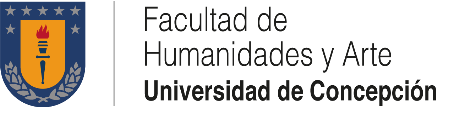 Facultad de
Humanidades y Arte
Universidad de Concepción